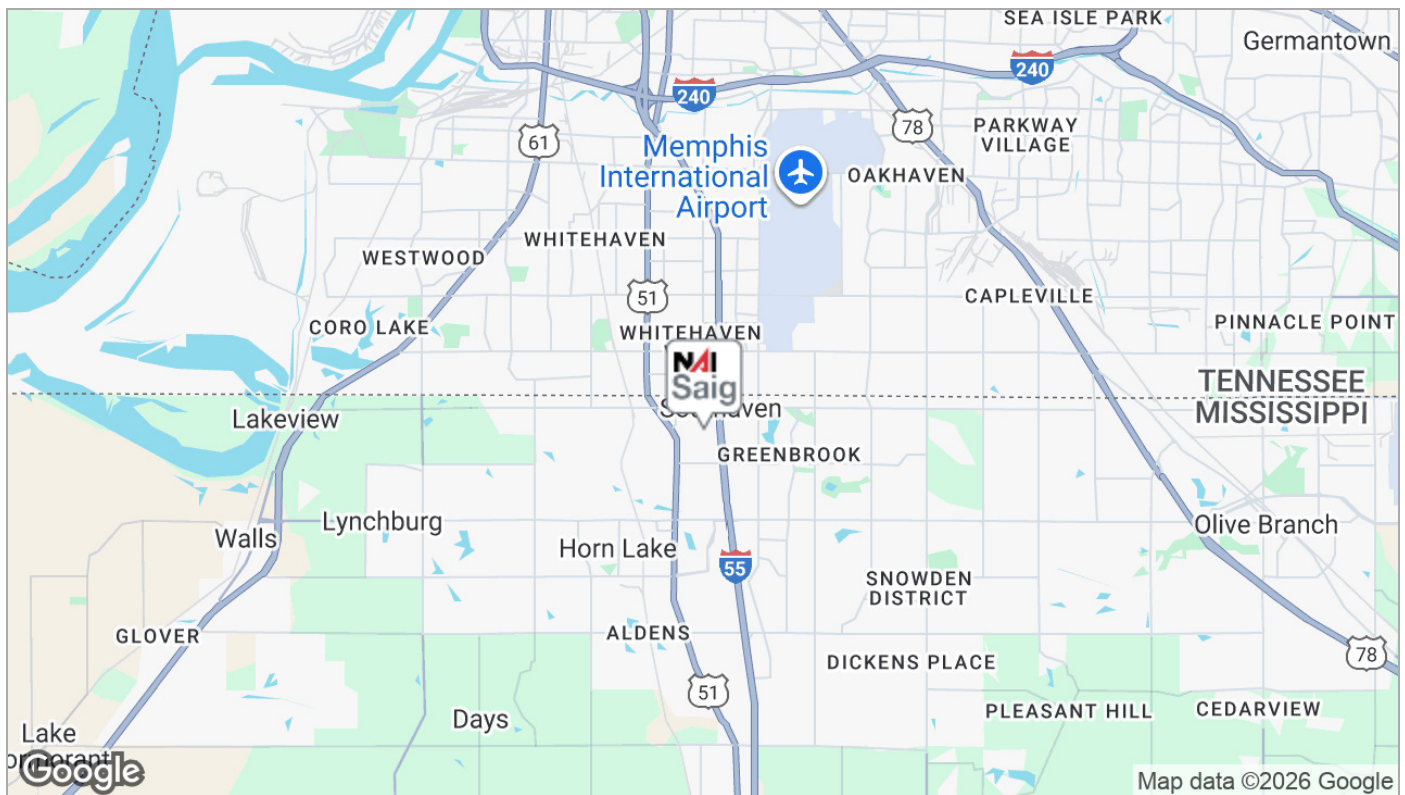 SEA ISLE PARK
Germantown
240
240
78
PARKWAY
VILLAGE
61
Memphis
International
Airport
OAKHAVEN
WHITEHAVEN
WESTWOOD
51
CAPLEVILLE
CORO LAKE
WHITEHAVEN
PINNACLE POINT
NAI
Saig
TENNESSEE
MISSISSIPPI
Lakeview
GREENBROOK
Lynchburg
Walls
Horn Lake
Olive Branch
55
SNOWDEN
DISTRICT
GLOVER
ALDENS
DICKENS PLACE
78
51
PLEASANT HILL
CEDARVIEW
Days
Lake
Google
Map data ©2026 Google